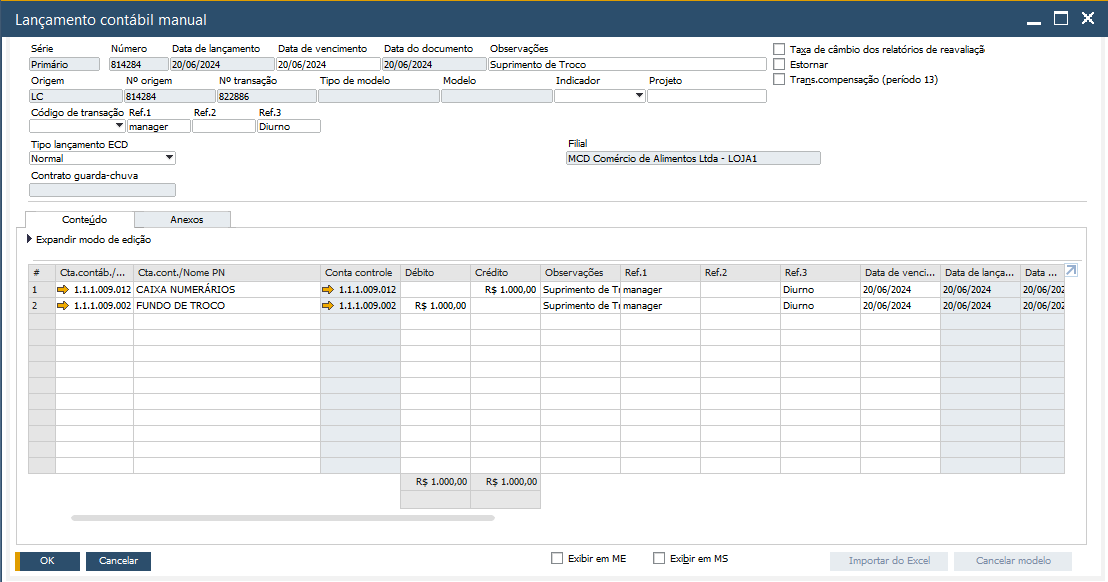 Lançamento contábil manual
Série Número Data de lançamento Data de vencimento Data do documento Observações
Primário 814284 20/06/2024 20/06/2024 20/06/2024 Suprimento de Troco
Origem Nº origem Nº transação Tipo de modelo Modelo Indicador Projeto
LC 814284 822886
Código de transação Ref.1 Ref.2 Ref.3
manager Diurno
Taxa de câmbio dos relatórios de reavaliaçã
Estornar
Trans.compensação (período 13)
Tipo lançamento ECD
Normal
Contrato guarda-chuva
Filial
MCD Comércio de Alimentos Ltda - LOJA1
Conteúdo Anexos
Expandir modo de edição
# Cta.contáb./... Cta.cont./Nome PN Conta controle Débito Crédito Observações Ref.1 Ref.2 Ref.3 Data de venci... Data de lança... Data ...
1 1.1.1.009.012 CAIXA NUMERÁRIOS 1.1.1.009.012 R$ 1.000,00 Suprimento de Tr manager Diurno 20/06/2024 20/06/2024 20/06/202
2 1.1.1.009.002 FUNDO DE TROCO 1.1.1.009.002 R$ 1.000,00 Suprimento de Tr manager Diurno 20/06/2024 20/06/2024 20/06/202
R$ 1.000,00 R$ 1.000,00
OK Cancelar Exibir em ME Exibir em MS Importar do Excel Cancelar modelo